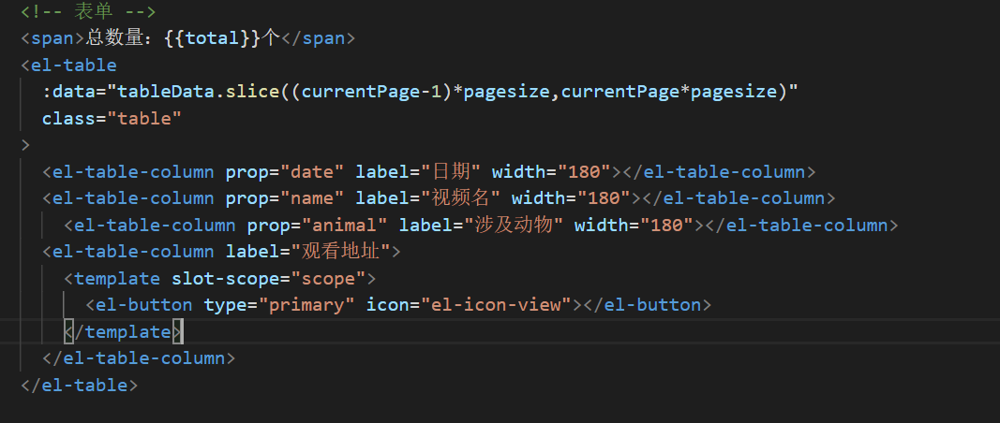 <!-- 表单 -->
<span>总数量：{{total}}个</span>
<el-table
:data="tableData.slice((currentPage-1)*pagesize,currentPage*pagesize)"
class="table"
>
<el-table-column prop="date" label="日期" width="180"></el-table-column>
<el-table-column prop="name" label="视频名" width="180"></el-table-column>
<el-table-column prop="animal" label="涉及动物" width="180"></el-table-column>
<el-table-column label="观看地址">
<template slot-scope="scope">
<el-button type="primary" icon="el-icon-view"></el-button>
</template>
</el-table-column>
</el-table>